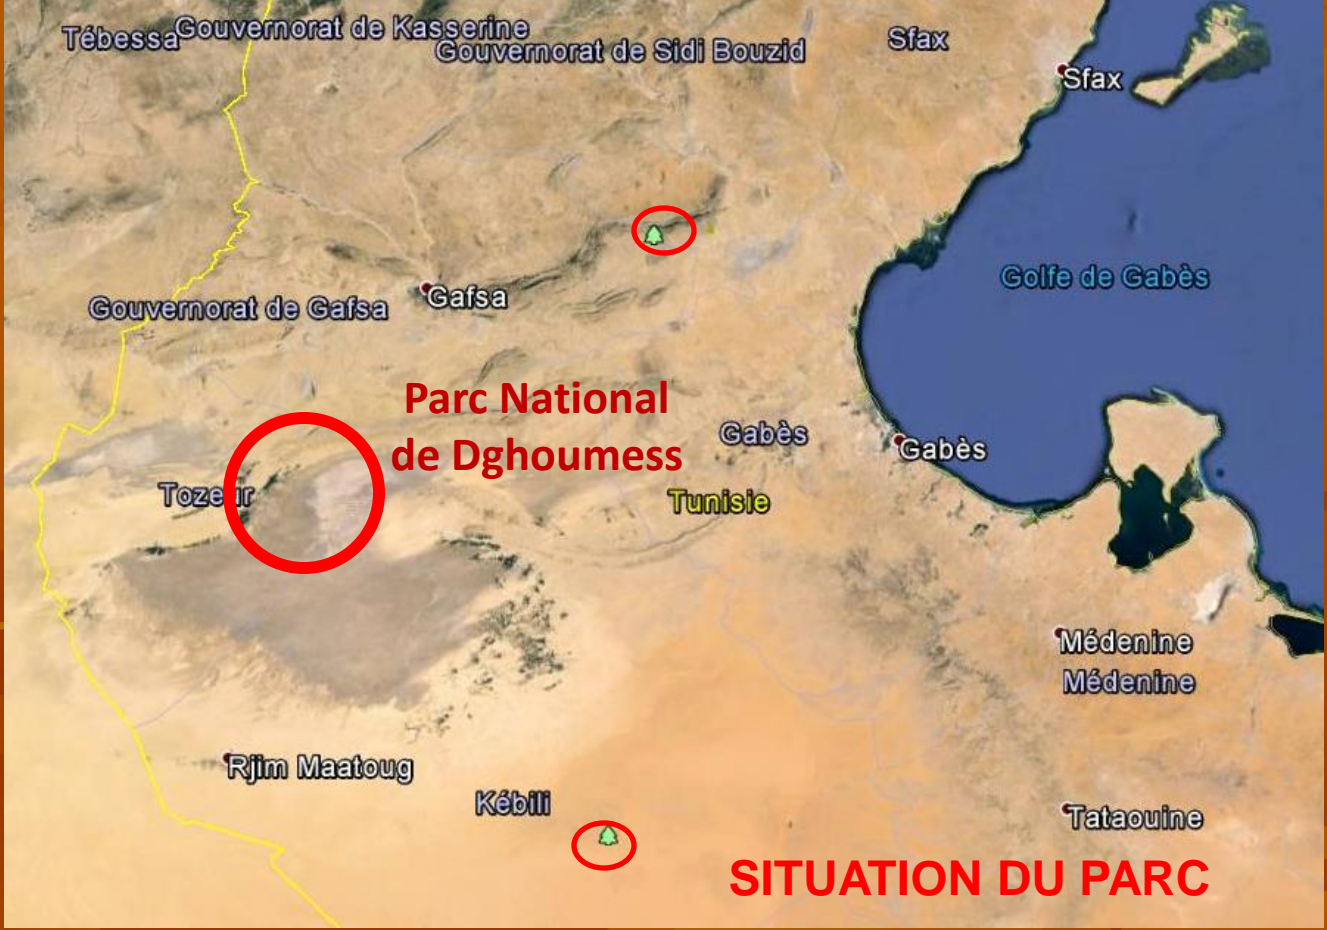 Tébessa
Gouvernorat de Kasserine
Gouvernorat de Sidi Bouzid
Sfax
Sfax
Golfe de Gabès
Gouvernorat de Gafsa
Gafsa
Parc National
de Dghoumess
Gabès
Gabès
Tozeur
Tunisie
Médenine
Médenine
Rjim Maatoug
Kébili
Tataouine
SITUATION DU PARC